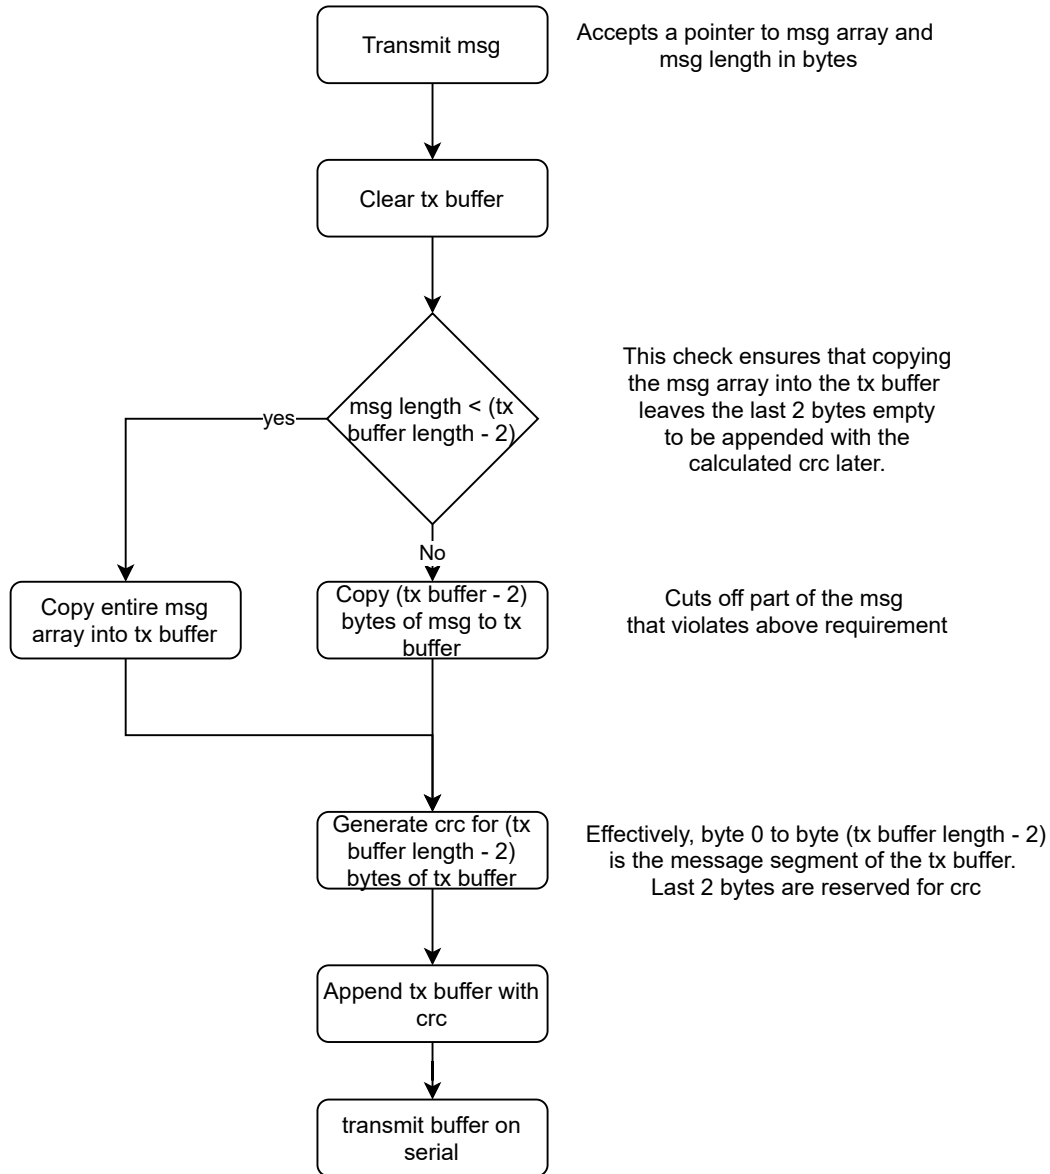 Transmit msg
Accepts a pointer to msg array and
msg length in bytes
Clear tx buffer
msg length < (tx
buffer length - 2)
This check ensures that copying
the msg array into the tx buffer
leaves the last 2 bytes empty
to be appended with the
calculated crc later.
yes
No
Copy entire msg
array into tx buffer
Copy (tx buffer - 2)
bytes of msg to tx
buffer
Cuts off part of the msg
that violates above requirement
Generate crc for (tx
buffer length - 2)
bytes of tx buffer
Effectively, byte 0 to byte (tx buffer length - 2)
is the message segment of the tx buffer.
Last 2 bytes are reserved for crc
Append tx buffer with
crc
transmit buffer on
serial